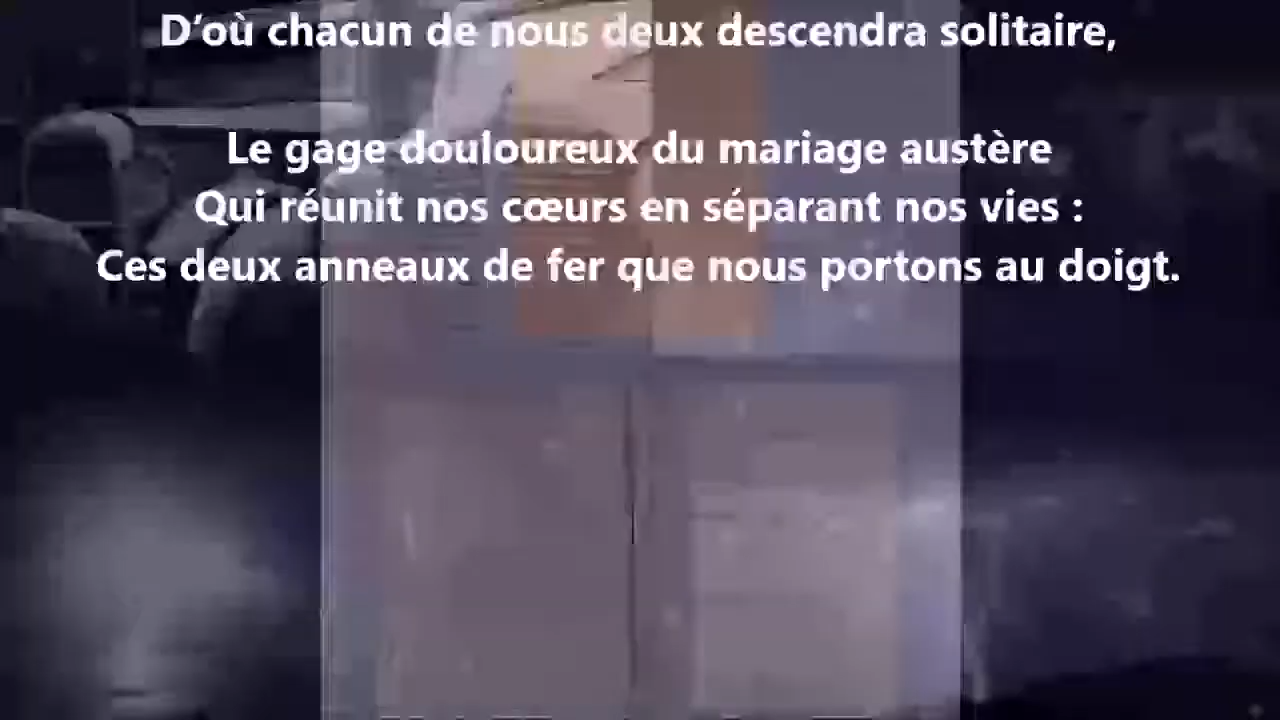 D'où chacun de nous deux descendra solitaire,
Le gage douloureux du mariage austère
Qui réunit nos cœurs en séparant nos vies :
Ces deux anneaux de fer que nous portons au doigt.